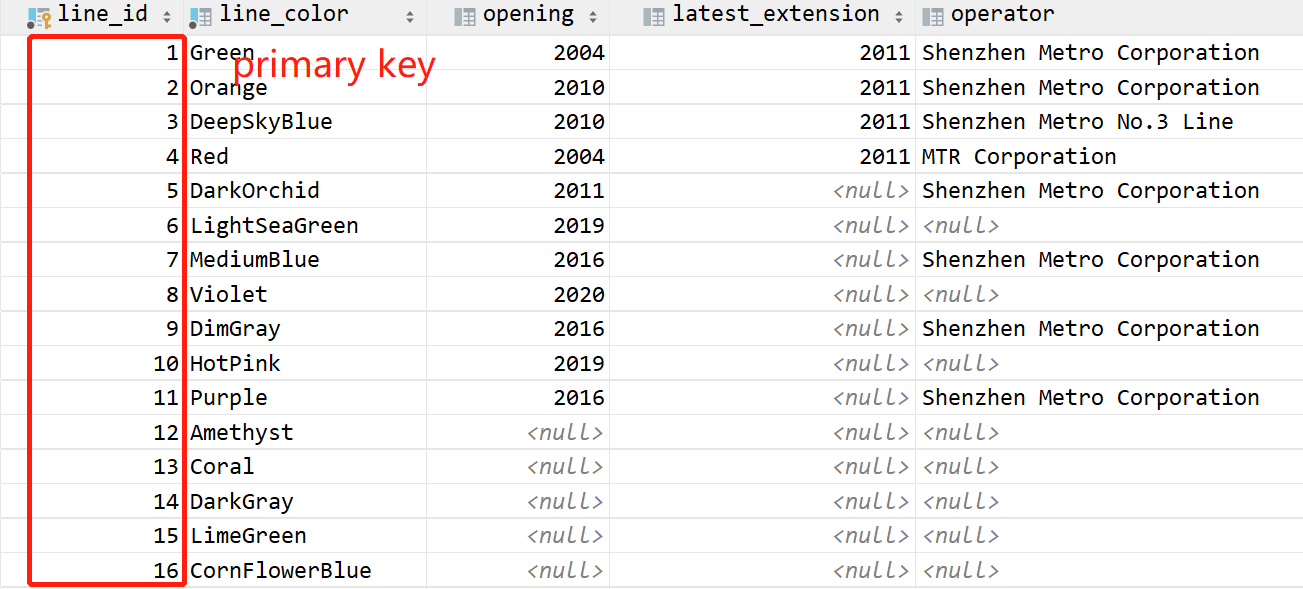 line_id line_color opening latest_extension operator
primary key
1 Green 2004 2011 Shenzhen Metro Corporation
2 Orange 2010 2011 Shenzhen Metro Corporation
3 DeepSkyBlue 2010 2011 Shenzhen Metro No.3 Line
4 Red 2004 2011 MTR Corporation
5 DarkOrchid 2011 <null> Shenzhen Metro Corporation
6 LightSeaGreen 2019 <null> <null>
7 MediumBlue 2016 <null> Shenzhen Metro Corporation
8 Violet 2020 <null> <null>
9 DimGray 2016 <null> Shenzhen Metro Corporation
10 HotPink 2019 <null> <null>
11 Purple 2016 <null> Shenzhen Metro Corporation
12 Amethyst <null> <null> <null>
13 Coral <null> <null> <null>
14 DarkGray <null> <null> <null>
15 LimeGreen <null> <null> <null>
16 CornFlowerBlue <null> <null> <null>